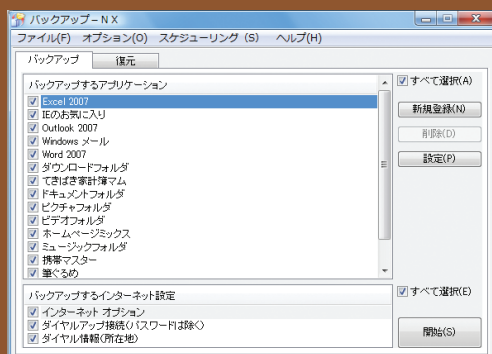 バックアップ-NX
ファイル(F) オプション(O) スケジューリング (S) ヘルプ(H)
バックアップ 復元
バックアップするアプリケーション
すべて選択(A)
Excel 2007
IEのお気に入り
Outlook 2007
Windows メール
Word 2007
ダウンロードフォルダ
てきぱき家計簿マム
ドキュメントフォルダ
ピクチャフォルダ
ビデオフォルダ
ホームページミックス
ミュージックフォルダ
携帯マスター
筆ぐるめ
新規登録(N)
削除(D)
設定(P)
バックアップするインターネット設定
すべて選択(E)
インターネット オプション
ダイヤルアップ接続(パスワードは除く)
ダイヤル情報(所在地)
開始(S)